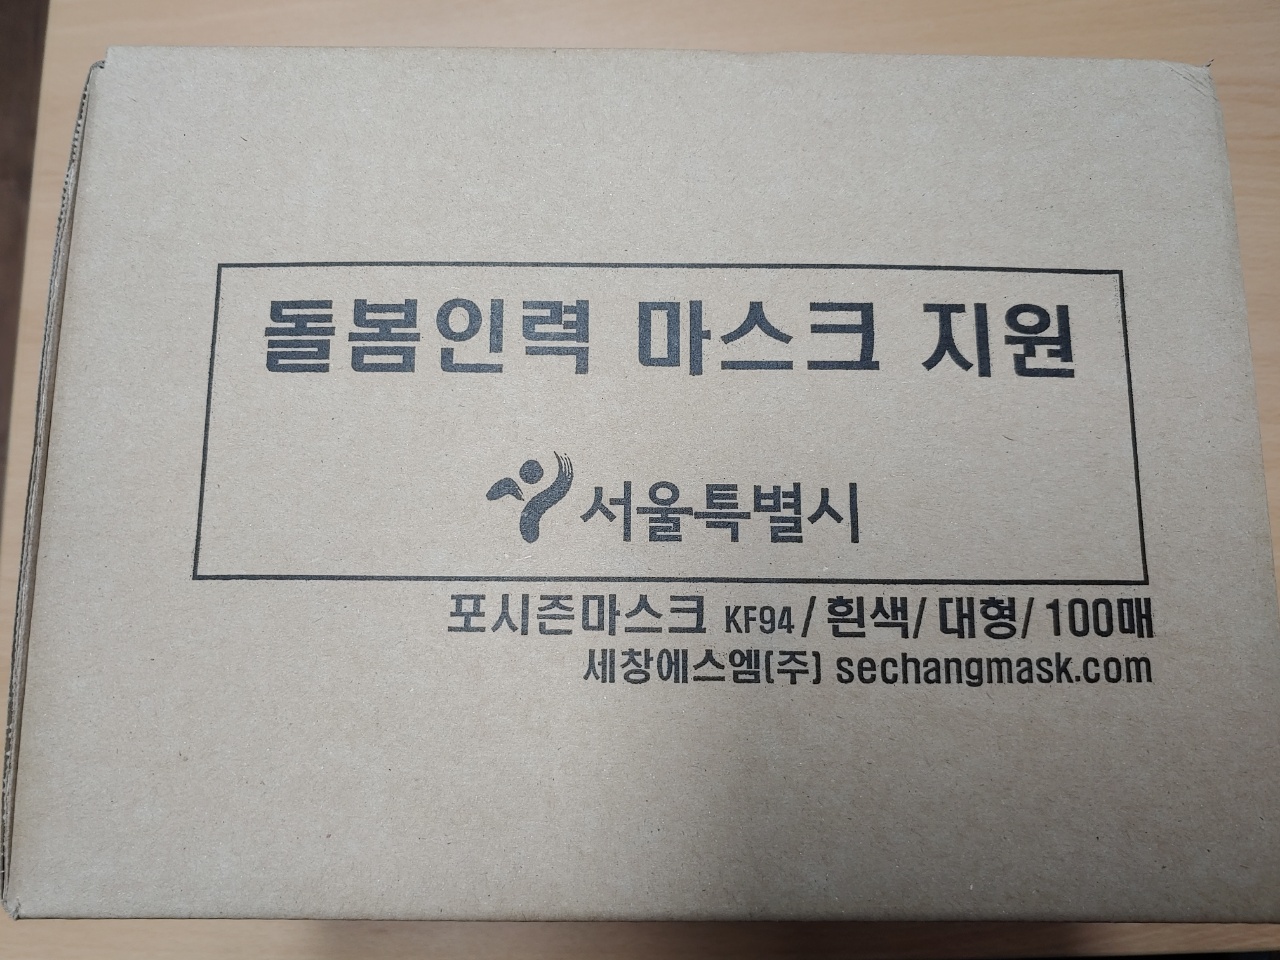 돌봄인력 마스크 지원
서울특별시
포시즌마스크 KF94/흰색/대형/100매
세창에스엠(주) sechangmask.com